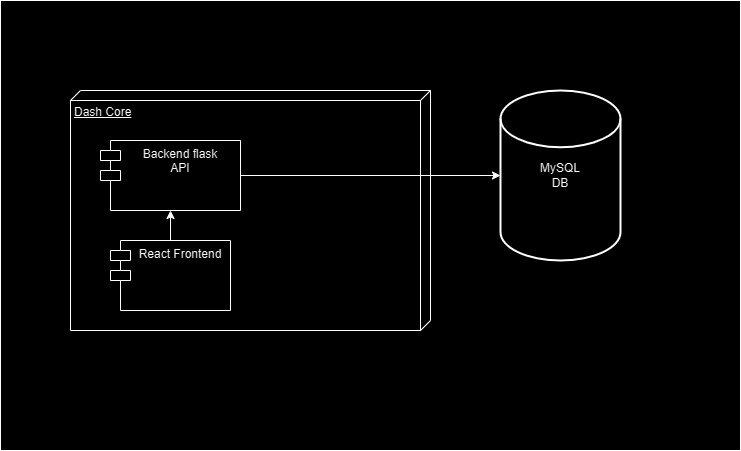 Dash Core
Backend flask
API
React Frontend
MySQL
DB